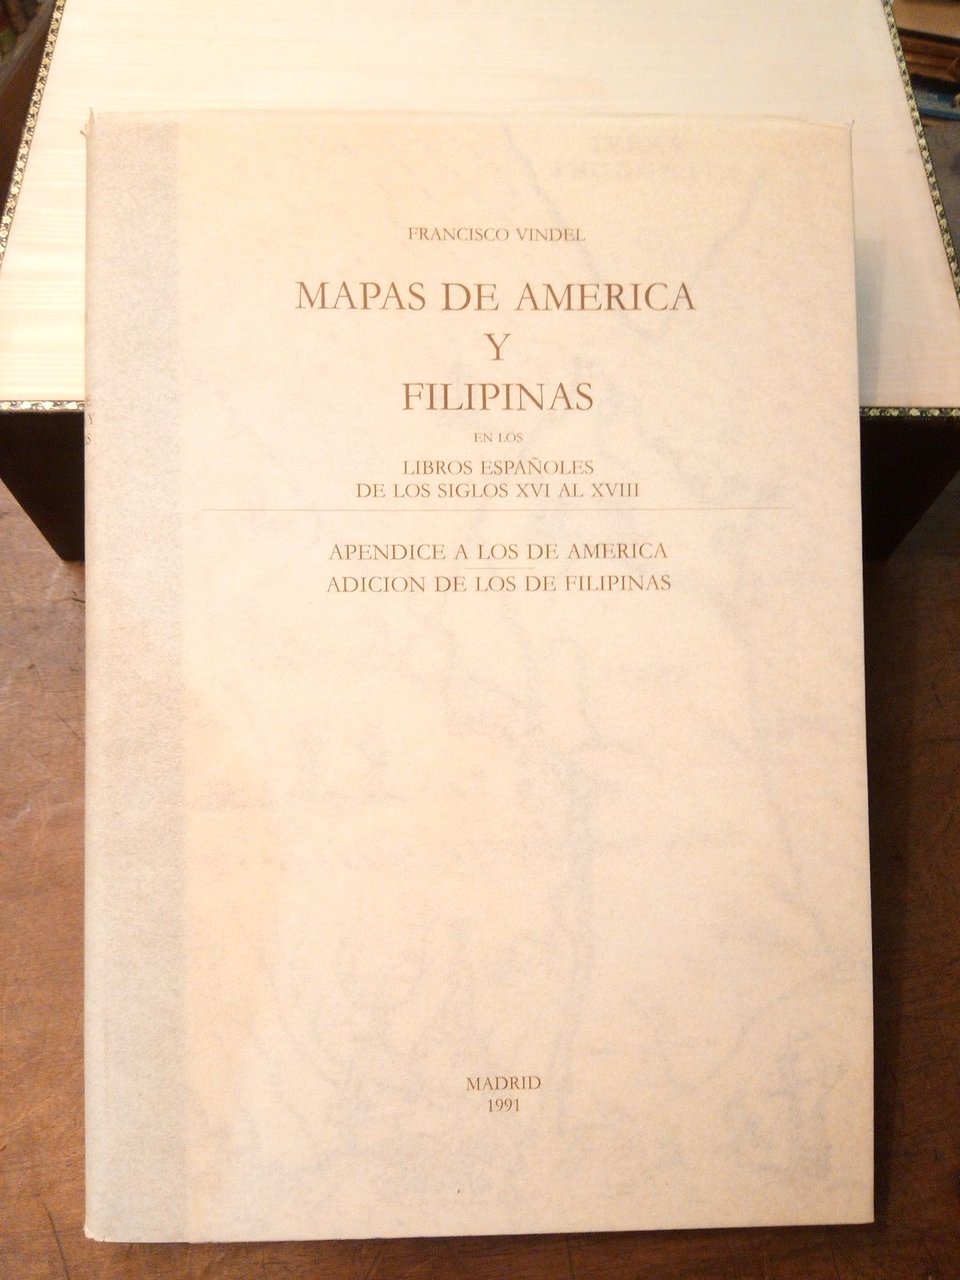 FRANCISCO VINDEL
MAPAS DE AMERICA
Y
FILIPINAS
EN LOS
LIBROS ESPAÑOLES
DE LOS SIGLOS XVI AL XVIII
APENDICE A LOS DE AMERICA
ADICION DE LOS DE FILIPINAS
MADRID
1991